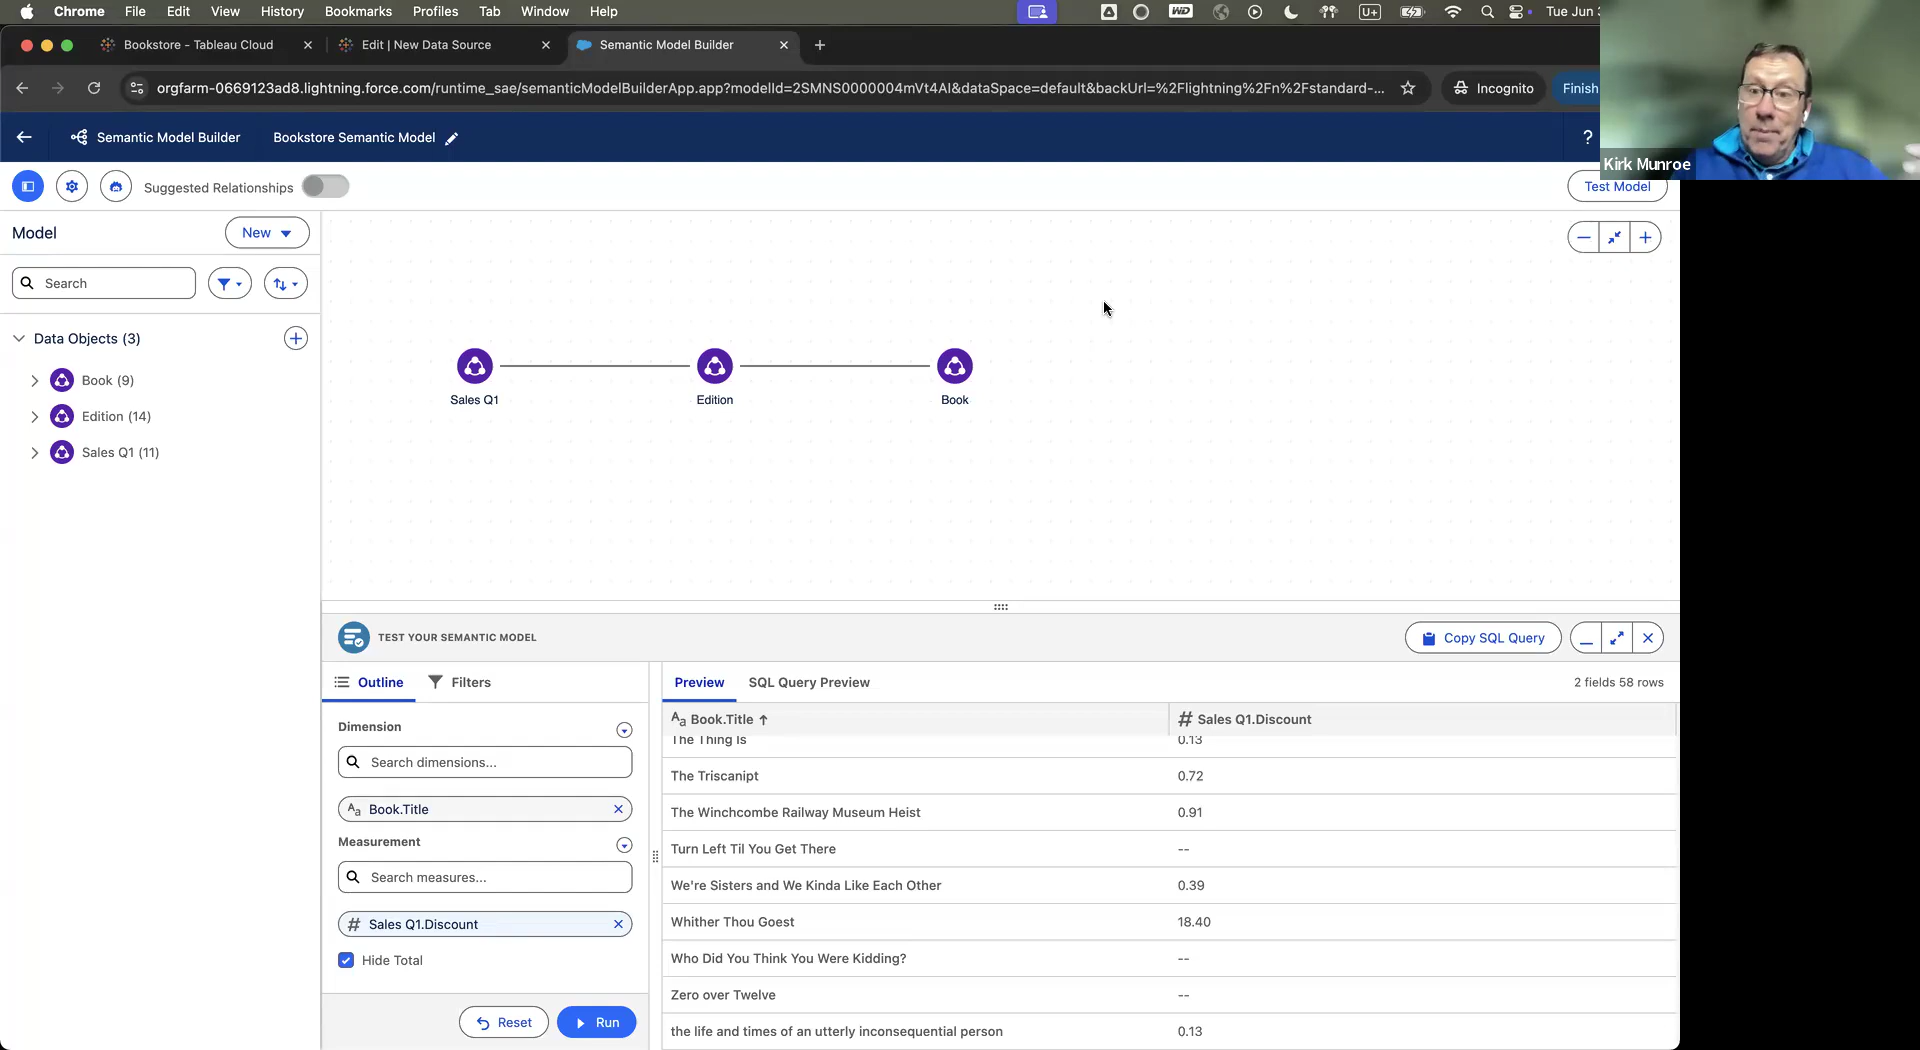 Chrome File Edit View History Bookmarks Profiles Tab Window Help
WD
U+
Tue Jun
Bookstore - Tableau Cloud
Edit | New Data Source
Semantic Model Builder
orgfarm-0669123ad8.lightning.force.com/runtime_sae/semanticModelBuilderApp.app?modelId=2SMNS0000004mVt4AI&dataSpace=default&backUrl=%2Flightning%2Fn%2Fstandard-...
Incognito
Finish
Kirk Munroe
Semantic Model Builder
Bookstore Semantic Model
?
Suggested Relationships
Test Model
Model
New
Search
Data Objects (3)
Book (9)
Edition (14)
Sales Q1 (11)
Sales Q1
Edition
Book
TEST YOUR SEMANTIC MODEL
Copy SQL Query
Outline
Filters
Dimension
Search dimensions...
Aa Book.Title
Measurement
Search measures...
# Sales Q1.Discount
Hide Total
Reset
Run
Preview
SQL Query Preview
2 fields 58 rows
Aa Book.Title ↑ # Sales Q1.Discount
The Thing Is 0.13
The Triscanipt 0.72
The Winchcombe Railway Museum Heist 0.91
Turn Left Til You Get There --
We're Sisters and We Kinda Like Each Other 0.39
Whither Thou Goest 18.40
Who Did You Think You Were Kidding? --
Zero over Twelve --
the life and times of an utterly inconsequential person 0.13